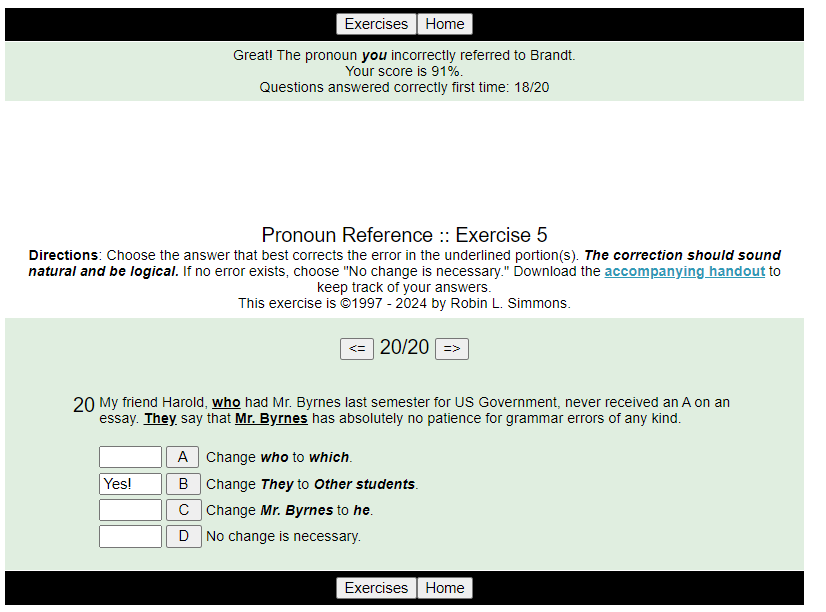 Exercises Home
Great! The pronoun you incorrectly referred to Brandt.
Your score is 91%.
Questions answered correctly first time: 18/20
Pronoun Reference :: Exercise 5
Directions: Choose the answer that best corrects the error in the underlined portion(s). The correction should sound
natural and be logical. If no error exists, choose "No change is necessary." Download the accompanying handout to
keep track of your answers.
This exercise is ©1997 - 2024 by Robin L. Simmons.
<= 20/20 =>
20 My friend Harold, who had Mr. Byrnes last semester for US Government, never received an A on an
essay. They say that Mr. Byrnes has absolutely no patience for grammar errors of any kind.
A Change who to which.
Yes! B Change They to Other students.
C Change Mr. Byrnes to he.
D No change is necessary.
Exercises Home